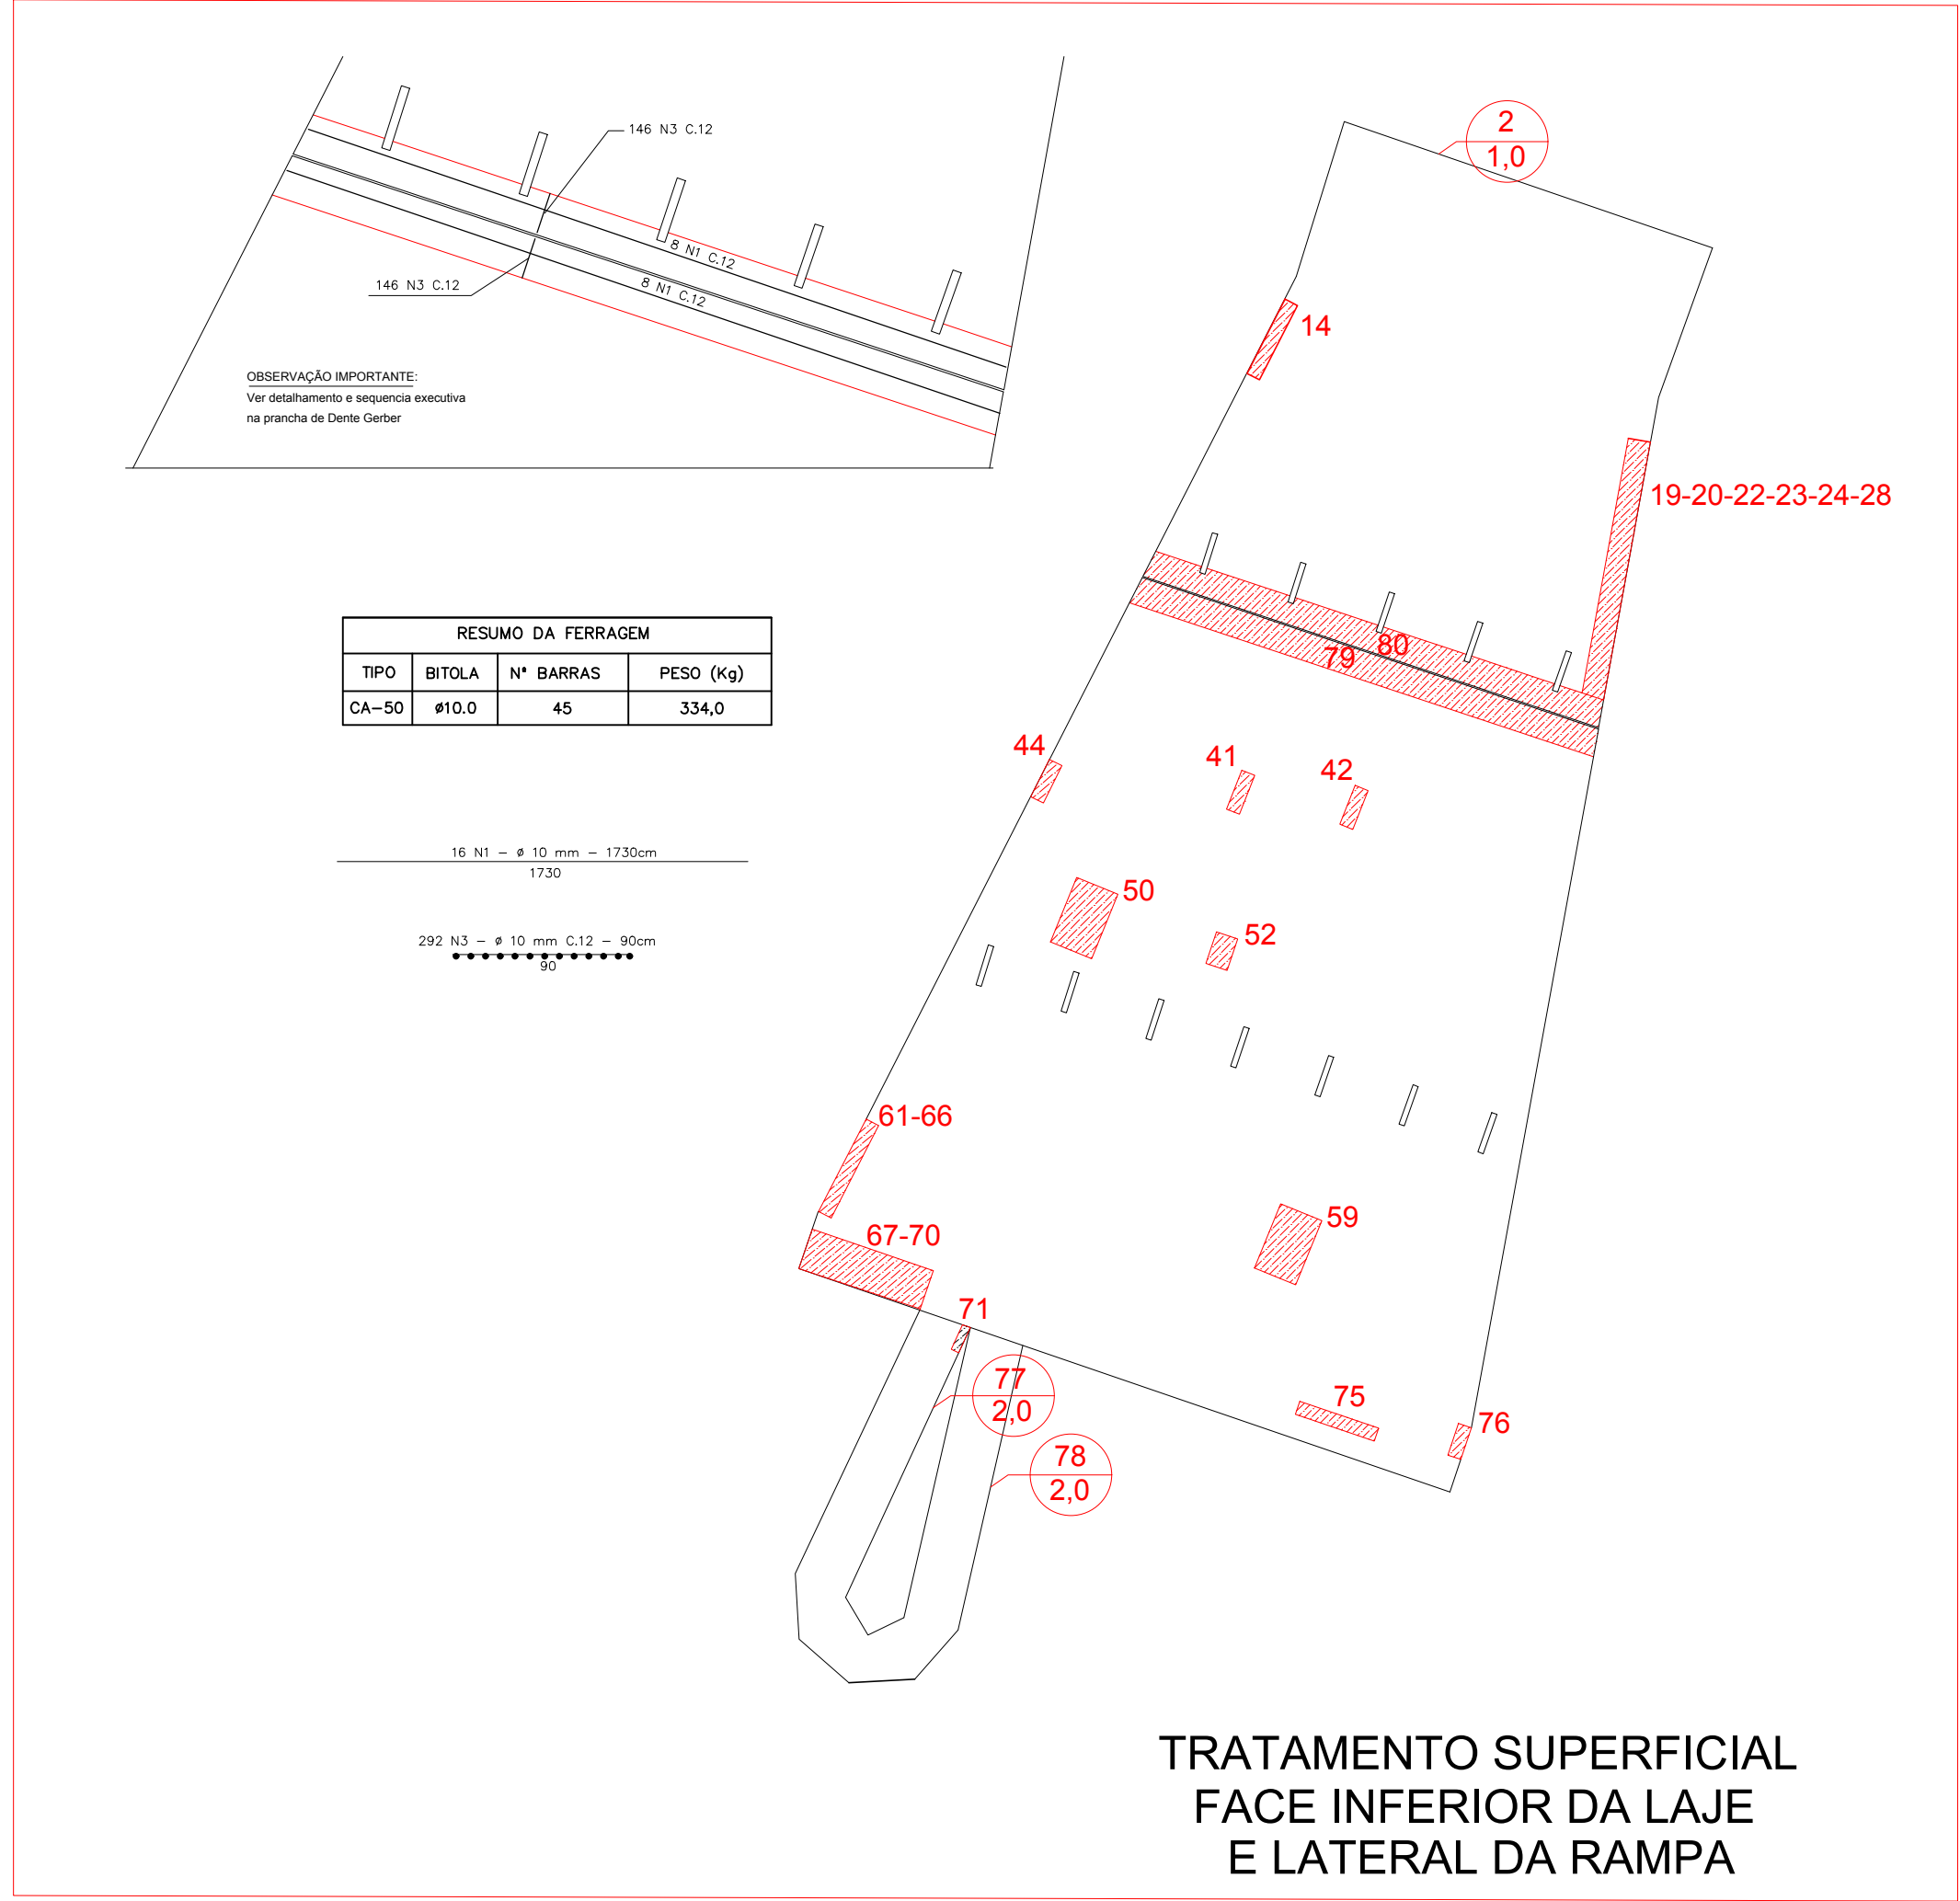 146 N3 C.12
8 N1 C.12
8 N1 C.12
146 N3 C.12
OBSERVAÇÃO IMPORTANTE:
Ver detalhamento e sequencia executiva
na prancha de Dente Gerber
RESUMO DA FERRAGEM
TIPO BITOLA Nº BARRAS PESO (Kg)
CA-50 ø10.0 45 334,0
16 N1 - ø 10 mm - 1730cm
1730
292 N3 - ø 10 mm C.12 - 90cm
90
2
1,0
14
19-20-22-23-24-28
80
79
44
41
42
50
52
61-66
67-70
59
71
77
2,0
75
76
78
2,0
TRATAMENTO SUPERFICIAL
FACE INFERIOR DA LAJE
E LATERAL DA RAMPA